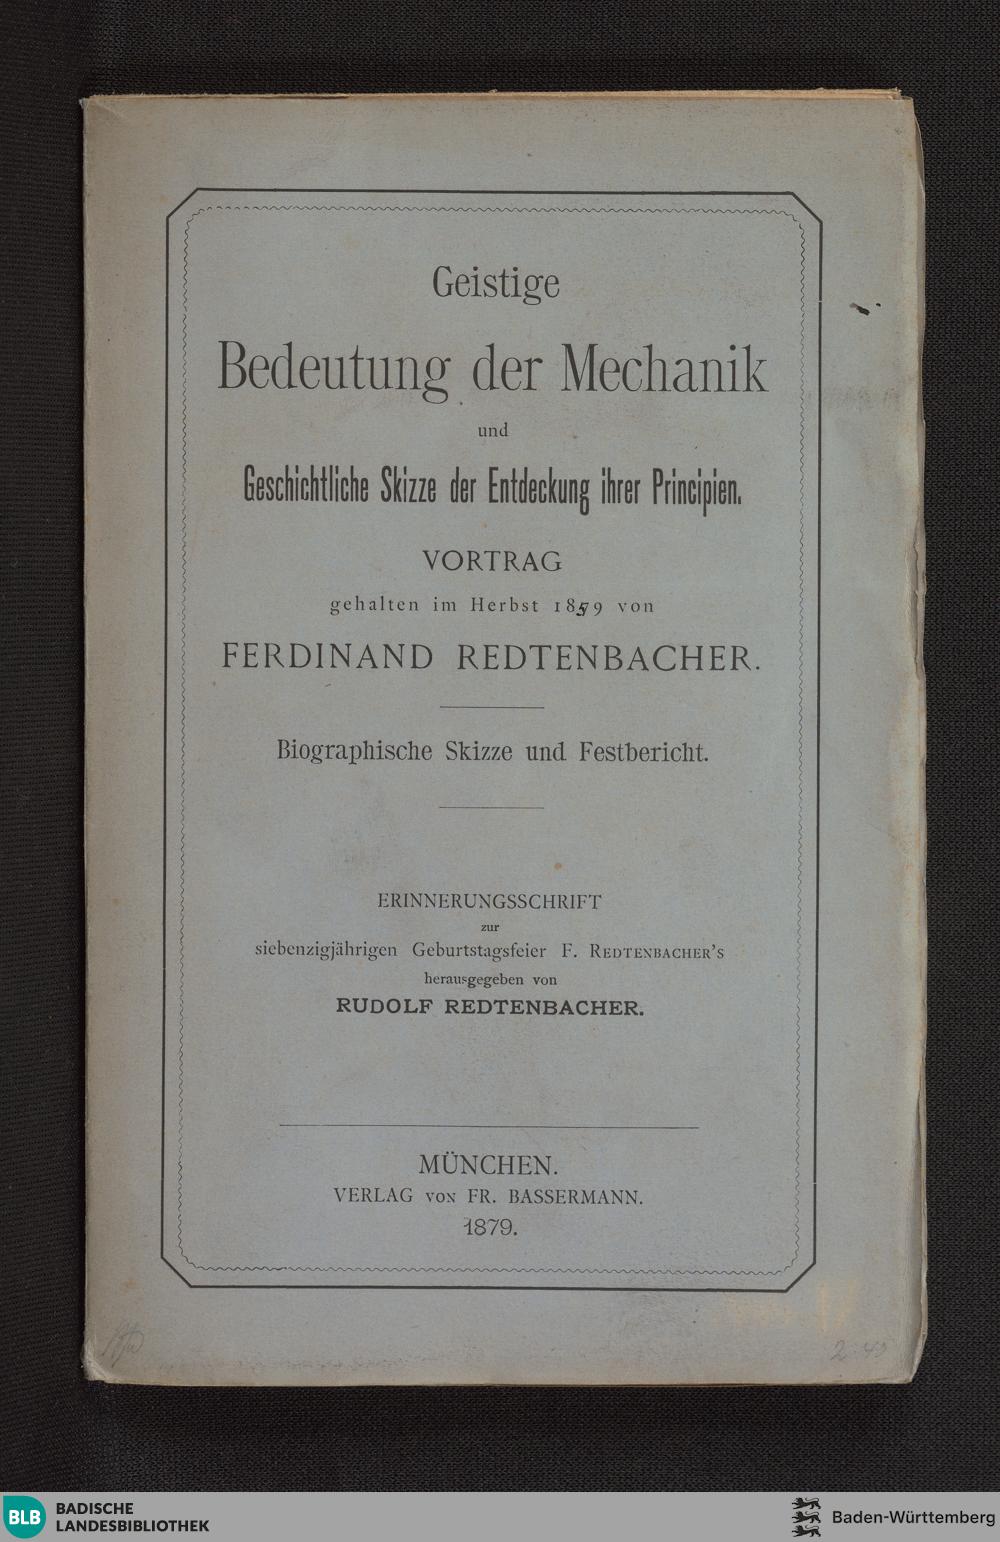 Geistige
Bedeutung der Mechanik
und
Geschichtliche Skizze der Entdeckung ihrer Principien.
VORTRAG
gehalten im Herbst 1859 von
FERDINAND REDTENBACHER.
Biographische Skizze und Festbericht.
ERINNERUNGSSCHRIFT
zur
siebenzigjährigen Geburtstagsfeier F. REDTENBACHER'S
herausgegeben von
RUDOLF REDTENBACHER.
MÜNCHEN.
VERLAG VON FR. BASSERMANN.
1879.
BLB BADISCHE
LANDESBIBLIOTHEK
Baden-Württemberg